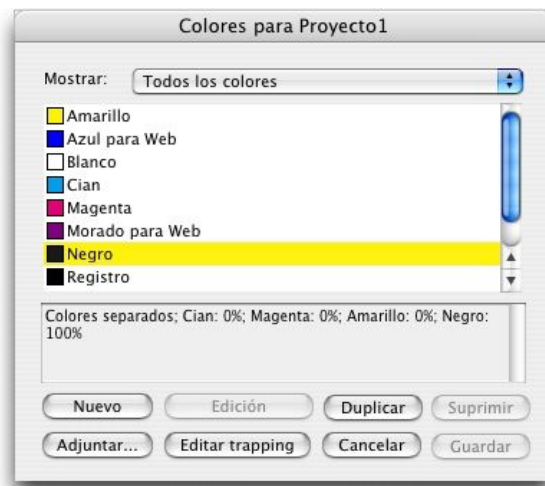 Colores para Proyecto1
Mostrar: Todos los colores
Amarillo
Azul para Web
Blanco
Cian
Magenta
Morado para Web
Negro
Registro
Colores separados; Cian: 0%; Magenta: 0%; Amarillo: 0%; Negro:
100%
Nuevo Edición Duplicar Suprimir
Adjuntar... Editar trapping Cancelar Guardar